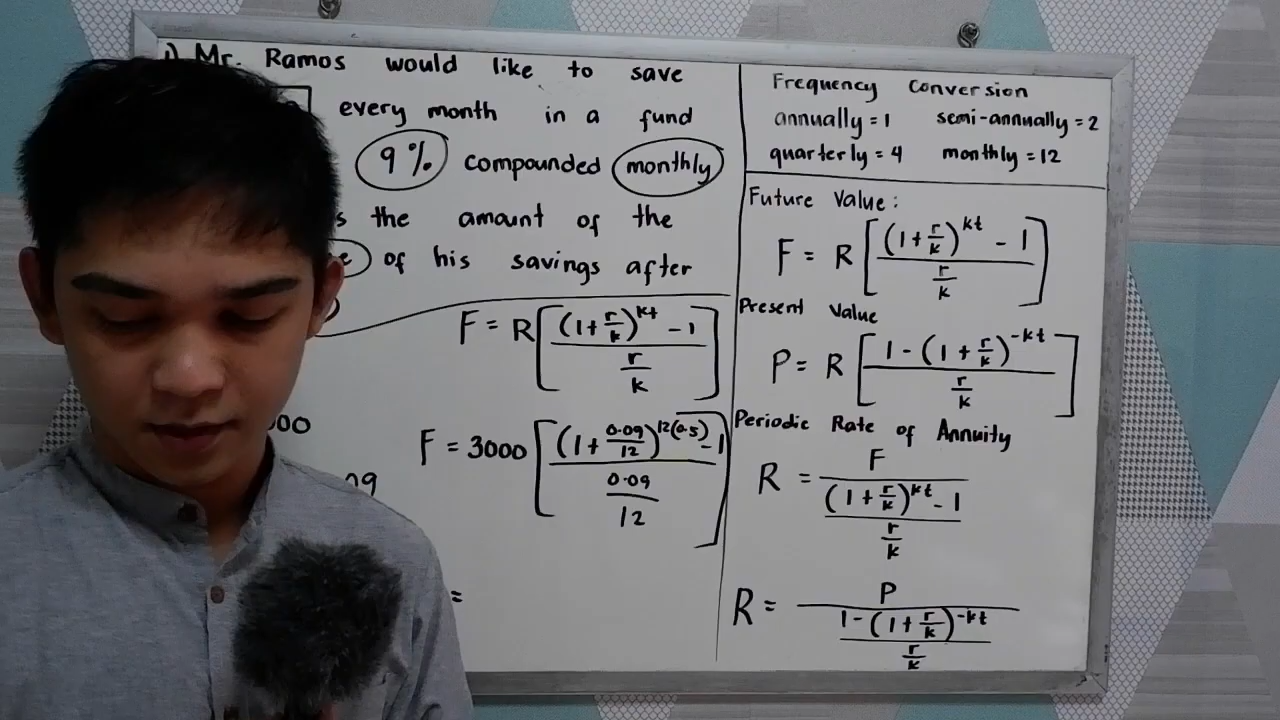 1) Mr. Ramos would like to save
every month in a fund
9% compounded monthly
the amount of the
of his savings after
F = R [ (1 + r/k)^kt - 1 / r/k ]
F = 3000 [ (1 + 0.09/12)^12(0.5) - 1 / 0.09/12 ]
=
Frequency Conversion
annually = 1 semi-annually = 2
quarterly = 4 monthly = 12
Future Value:
F = R [ (1 + r/k)^kt - 1 / r/k ]
Present Value
P = R [ 1 - (1 + r/k)^-kt / r/k ]
Periodic Rate of Annuity
R = F / (1 + r/k)^kt - 1 / r/k
R = P / 1 - (1 + r/k)^-kt / r/k